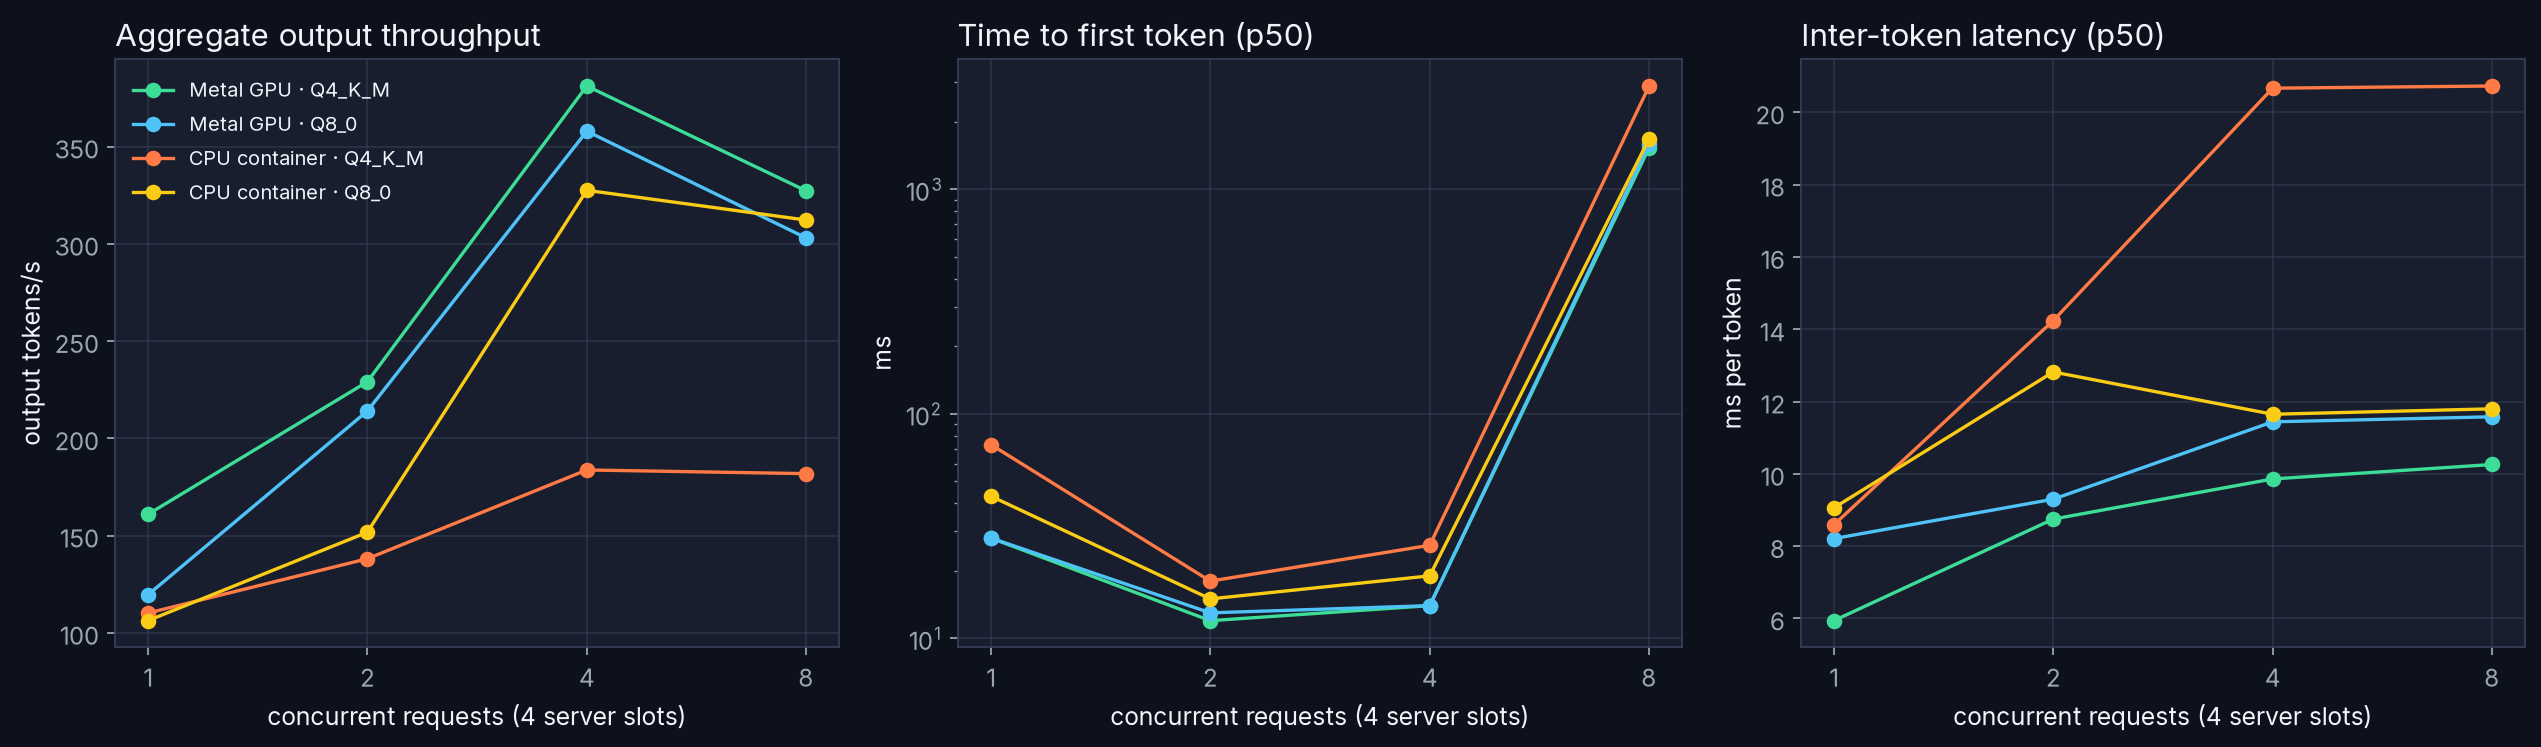 Aggregate output throughput
Metal GPU · Q4_K_M
Metal GPU · Q8_0
CPU container · Q4_K_M
CPU container · Q8_0
output tokens/s
350
300
250
200
150
100
1 2 4 8
concurrent requests (4 server slots)
Time to first token (p50)
ms
10³
10²
10¹
1 2 4 8
concurrent requests (4 server slots)
Inter-token latency (p50)
ms per token
20
18
16
14
12
10
8
6
1 2 4 8
concurrent requests (4 server slots)